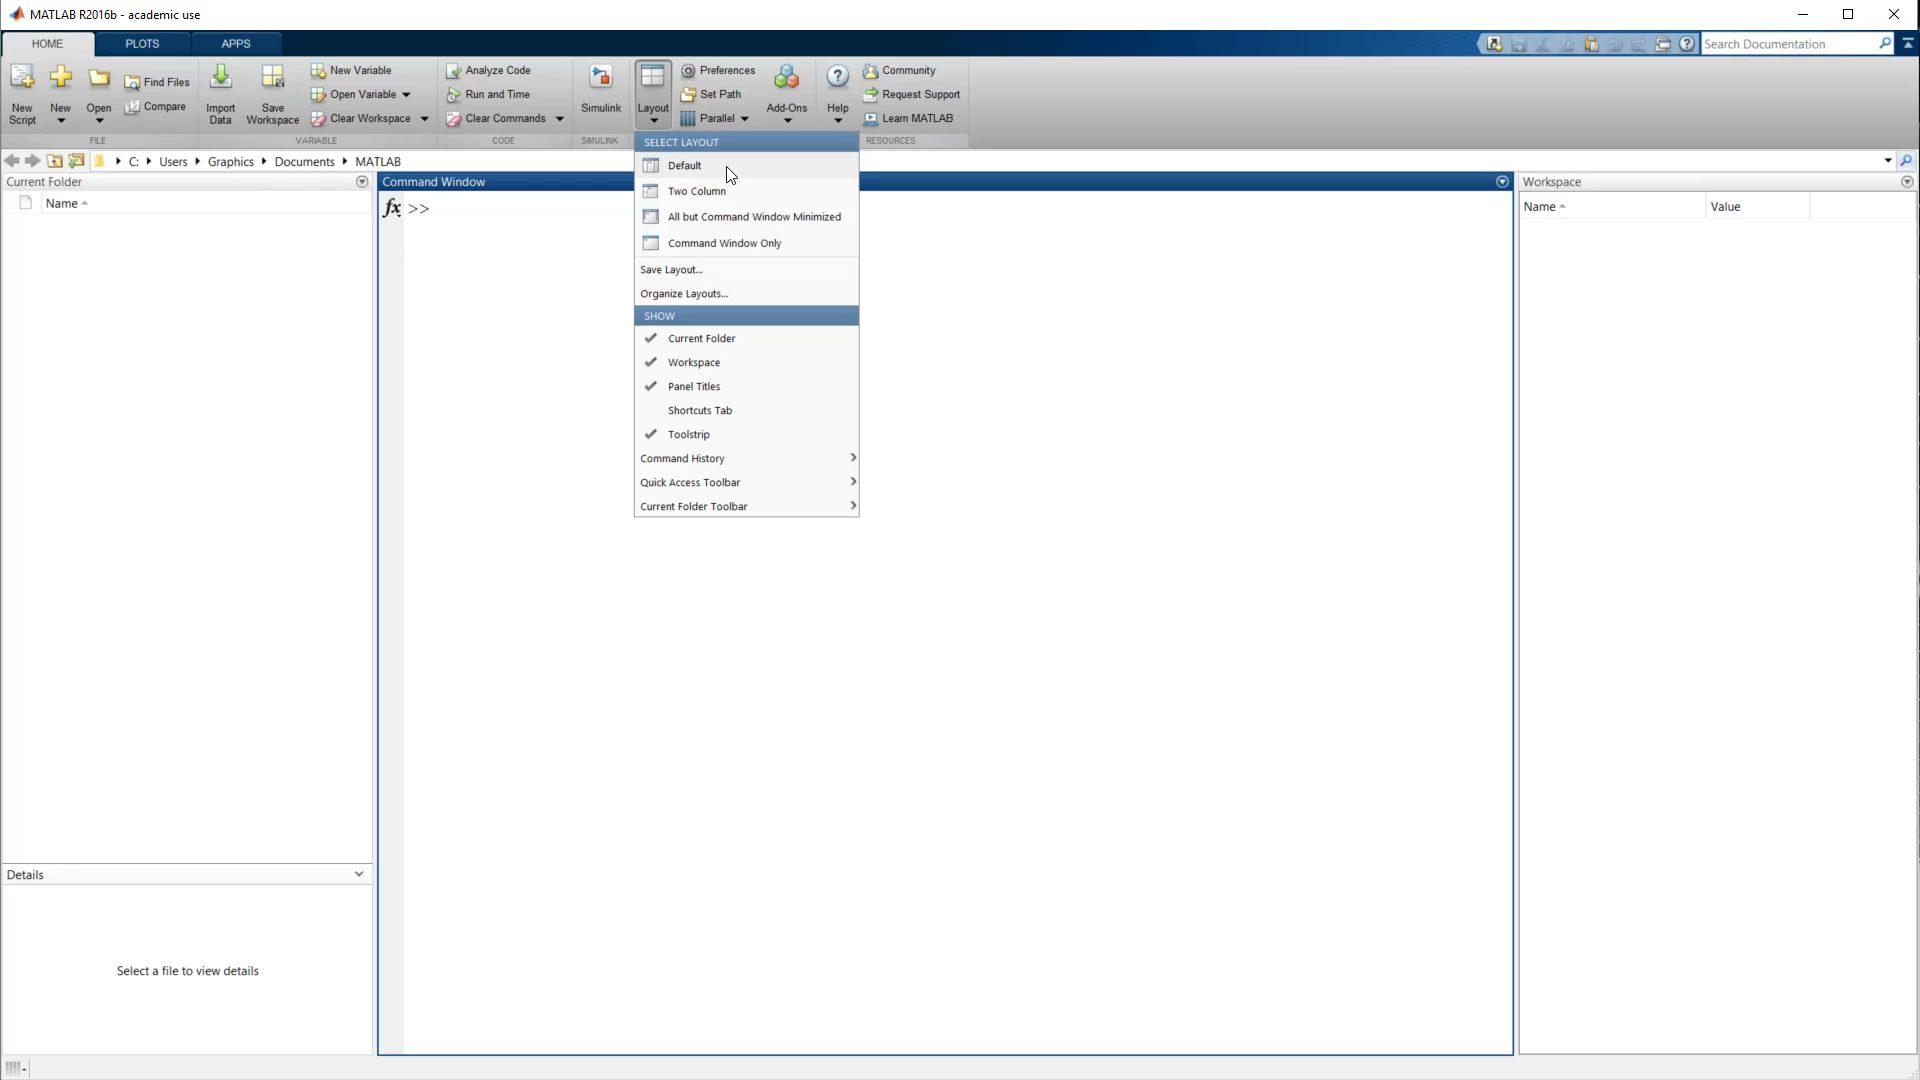 MATLAB R2016b - academic use
HOME PLOTS APPS
Search Documentation
New Script
New
Open
Find Files
Compare
Import Data
Save Workspace
New Variable
Open Variable
Clear Workspace
Analyze Code
Run and Time
Clear Commands
Simulink
Layout
Preferences
Set Path
Parallel
Add-Ons
Help
Community
Request Support
Learn MATLAB
FILE VARIABLE CODE SIMULINK RESOURCES
C: Users Graphics Documents MATLAB
Current Folder
Name
Details
Select a file to view details
Command Window
fx >>
SELECT LAYOUT
Default
Two Column
All but Command Window Minimized
Command Window Only
Save Layout...
Organize Layouts...
SHOW
Current Folder
Workspace
Panel Titles
Shortcuts Tab
Toolstrip
Command History
Quick Access Toolbar
Current Folder Toolbar
Workspace
Name Value